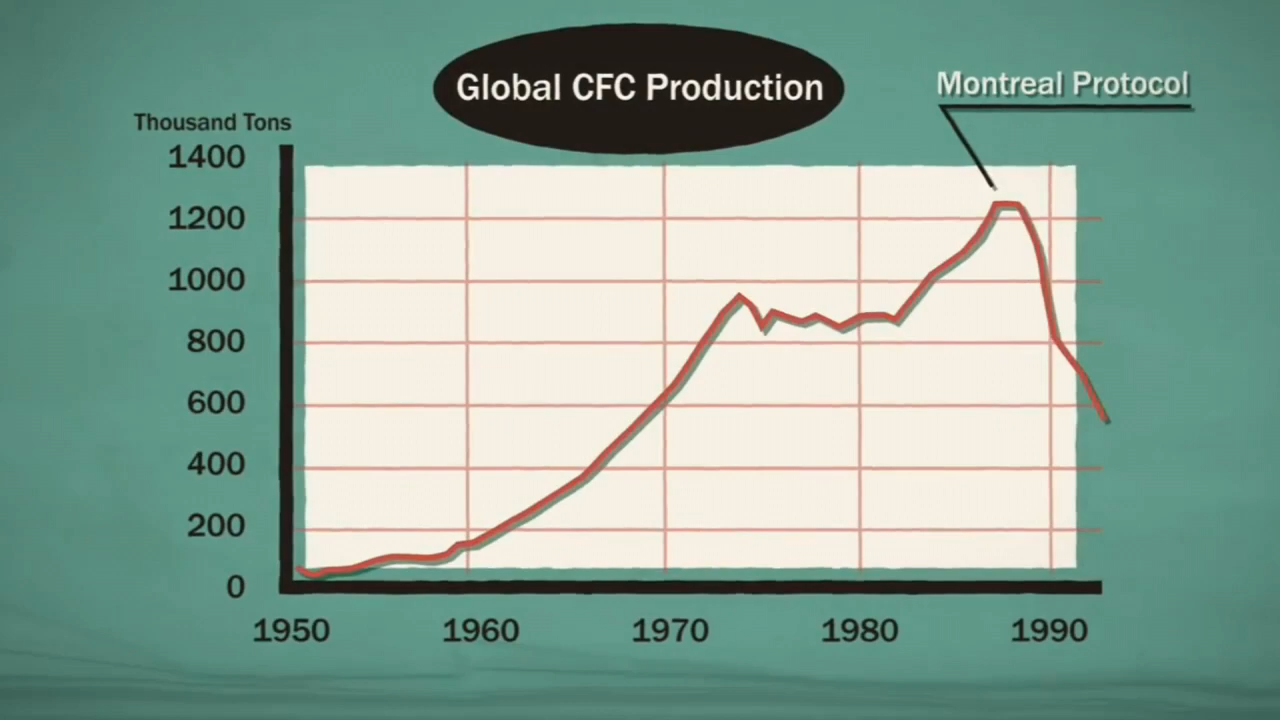 Global CFC Production
Montreal Protocol
Thousand Tons
1400
1200
1000
800
600
400
200
0
1950 1960 1970 1980 1990